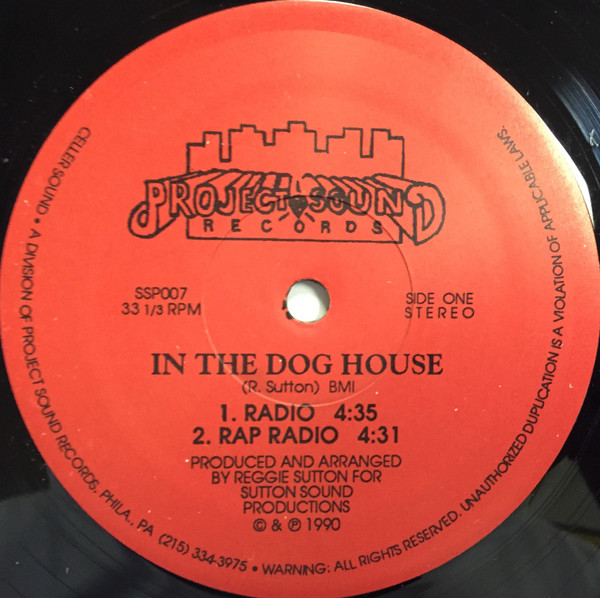 PROJECT SOUND
RECORDS
SSP007
33 1/3 RPM
SIDE ONE
STEREO
IN THE DOG HOUSE
(R. Sutton) BMI
1. RADIO 4:35
2. RAP RADIO 4:31
PRODUCED AND ARRANGED
BY REGGIE SUTTON FOR
SUTTON SOUND
PRODUCTIONS
© & ℗ 1990
CELLER SOUND • A DIVISION OF PROJECT SOUND RECORDS, PHILA., PA (215) 334-3975 • WARNING: ALL RIGHTS RESERVED. UNAUTHORIZED DUPLICATION IS A VIOLATION OF APPLICABLE LAWS.